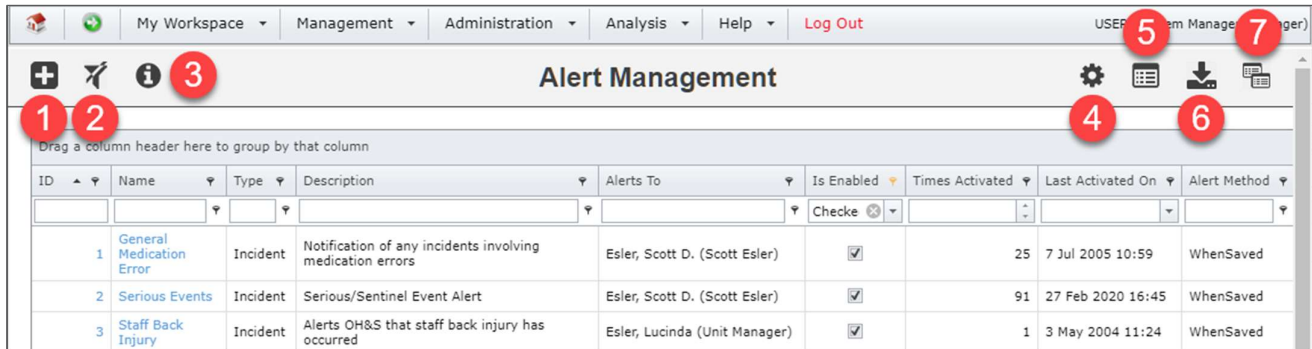 My Workspace Management Administration Analysis Help Log Out USER em Manage ger)
3 Alert Management 5 7
1 2 4 6
Drag a column header here to group by that column
ID Name Type Description Alerts To Is Enabled Times Activated Last Activated On Alert Method
Checke
1 General Medication Error Incident Notification of any incidents involving medication errors Esler, Scott D. (Scott Esler) 25 7 Jul 2005 10:59 WhenSaved
2 Serious Events Incident Serious/Sentinel Event Alert Esler, Scott D. (Scott Esler) 91 27 Feb 2020 16:45 WhenSaved
3 Staff Back Injury Incident Alerts OH&S that staff back injury has occurred Esler, Lucinda (Unit Manager) 1 3 May 2004 11:24 WhenSaved